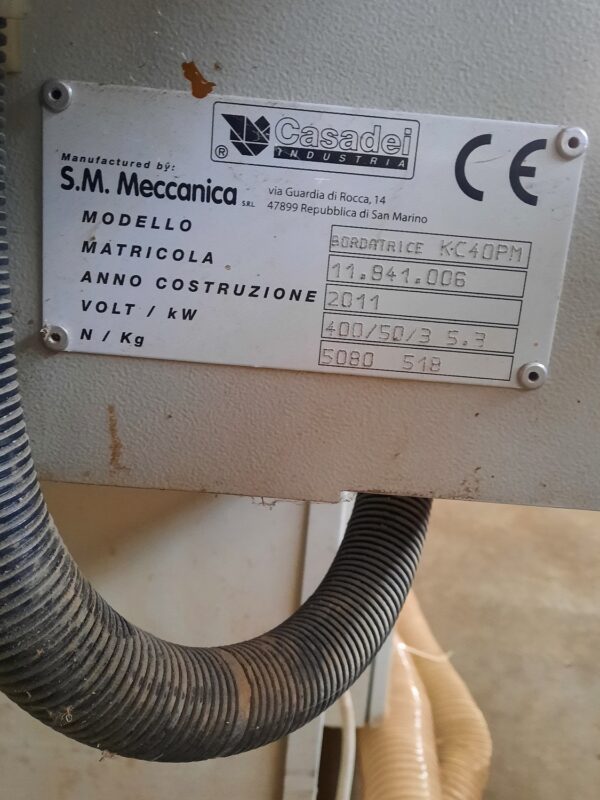 Casadei
® INDUSTRIA
CE
Manufactured by:
S.M. Meccanica S.R.L. via Guardia di Rocca, 14
47899 Repubblica di San Marino
MODELLO BORDATRICE KC40PM
MATRICOLA 11.841.006
ANNO COSTRUZIONE 2011
VOLT / kW 400/50/3 5.3
N / Kg 5080 518